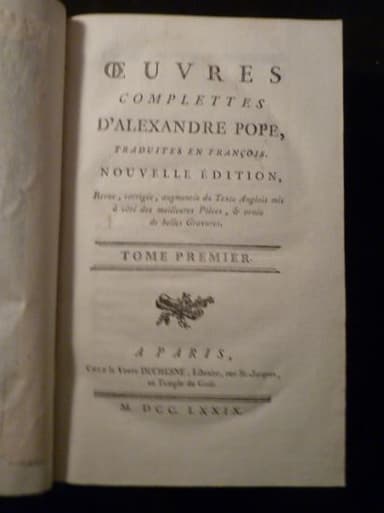 ŒUVRES
COMPLETTES
D'ALEXANDRE POPE,
TRADUITES EN FRANÇOIS.
NOUVELLE ÉDITION,
Revue, corrigée, augmentée du Texte Anglois mis
à côté des meilleures Pièces, & ornée
de belles Gravures.
TOME PREMIER.
A PARIS,
Chez la Veuve DUCHESNE, Libraire, rue St. Jacques,
au Temple du Goût.
M. DCC. LXXIX.